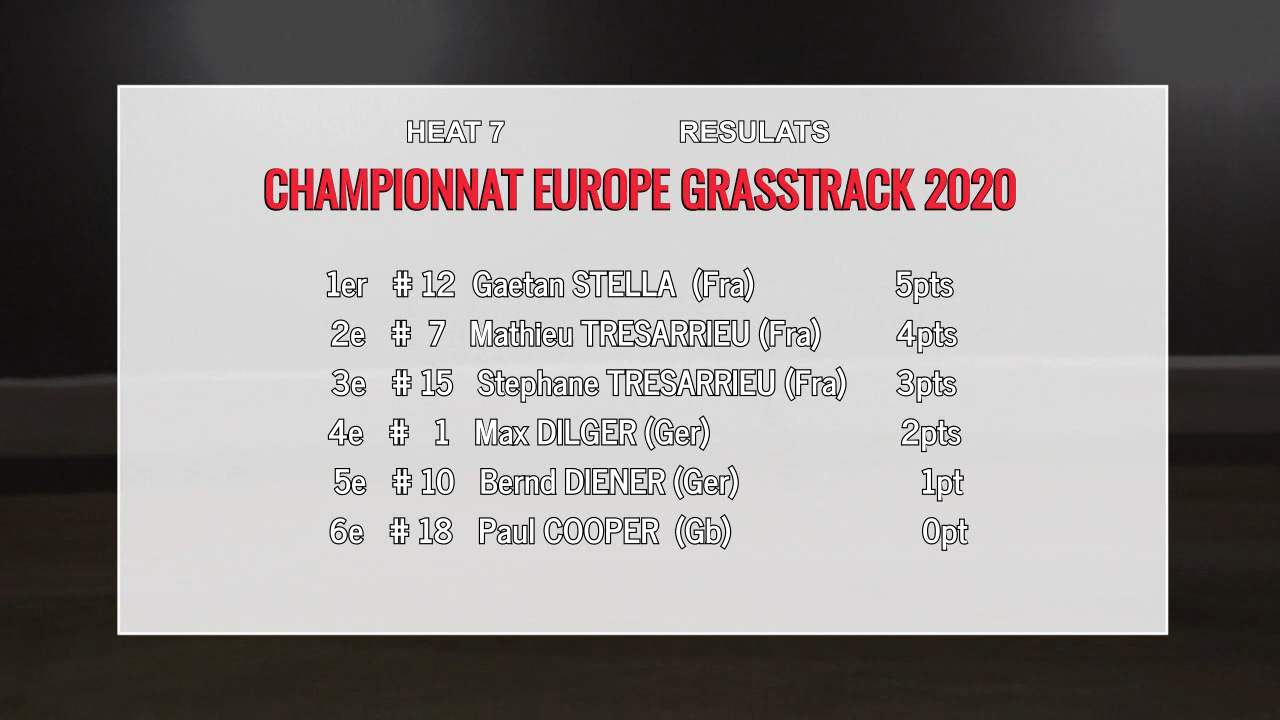 HEAT 7 RESULATS
CHAMPIONNAT EUROPE GRASSTRACK 2020
1er # 12 Gaetan STELLA (Fra) 5pts
2e # 7 Mathieu TRESARRIEU (Fra) 4pts
3e # 15 Stephane TRESARRIEU (Fra) 3pts
4e # 1 Max DILGER (Ger) 2pts
5e # 10 Bernd DIENER (Ger) 1pt
6e # 18 Paul COOPER (Gb) 0pt